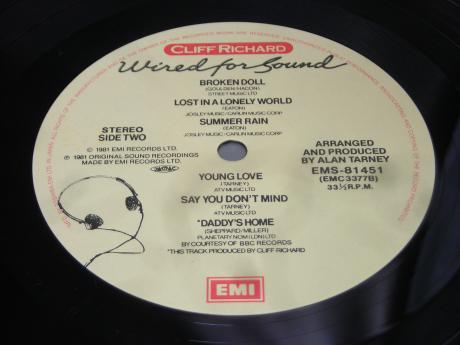 CLIFF RICHARD
Wired for Sound
BROKEN DOLL
(GOULDEN/HACON)
STREET MUSIC LTD
LOST IN A LONELY WORLD
(EATON)
JOSLEY MUSIC/CARLIN MUSIC CORP
SUMMER RAIN
(EATON)
JOSLEY MUSIC/CARLIN MUSIC CORP
STEREO
SIDE TWO
℗ 1981 EMI RECORDS LTD.
© 1981 ORIGINAL SOUND RECORDINGS
MADE BY EMI RECORDS LTD.
ARRANGED
AND PRODUCED
BY ALAN TARNEY
EMS-81451
(EMC3377B)
33⅓ R.P.M.
YOUNG LOVE
(TARNEY)
ATV MUSIC LTD
SAY YOU DON'T MIND
(TARNEY)
ATV MUSIC LTD
*DADDY'S HOME
(SHEPPARD/MILLER)
PLANETARY NOM (LDN) LTD
BY COURTESY OF BBC RECORDS
*THIS TRACK PRODUCED BY CLIFF RICHARD
EMI